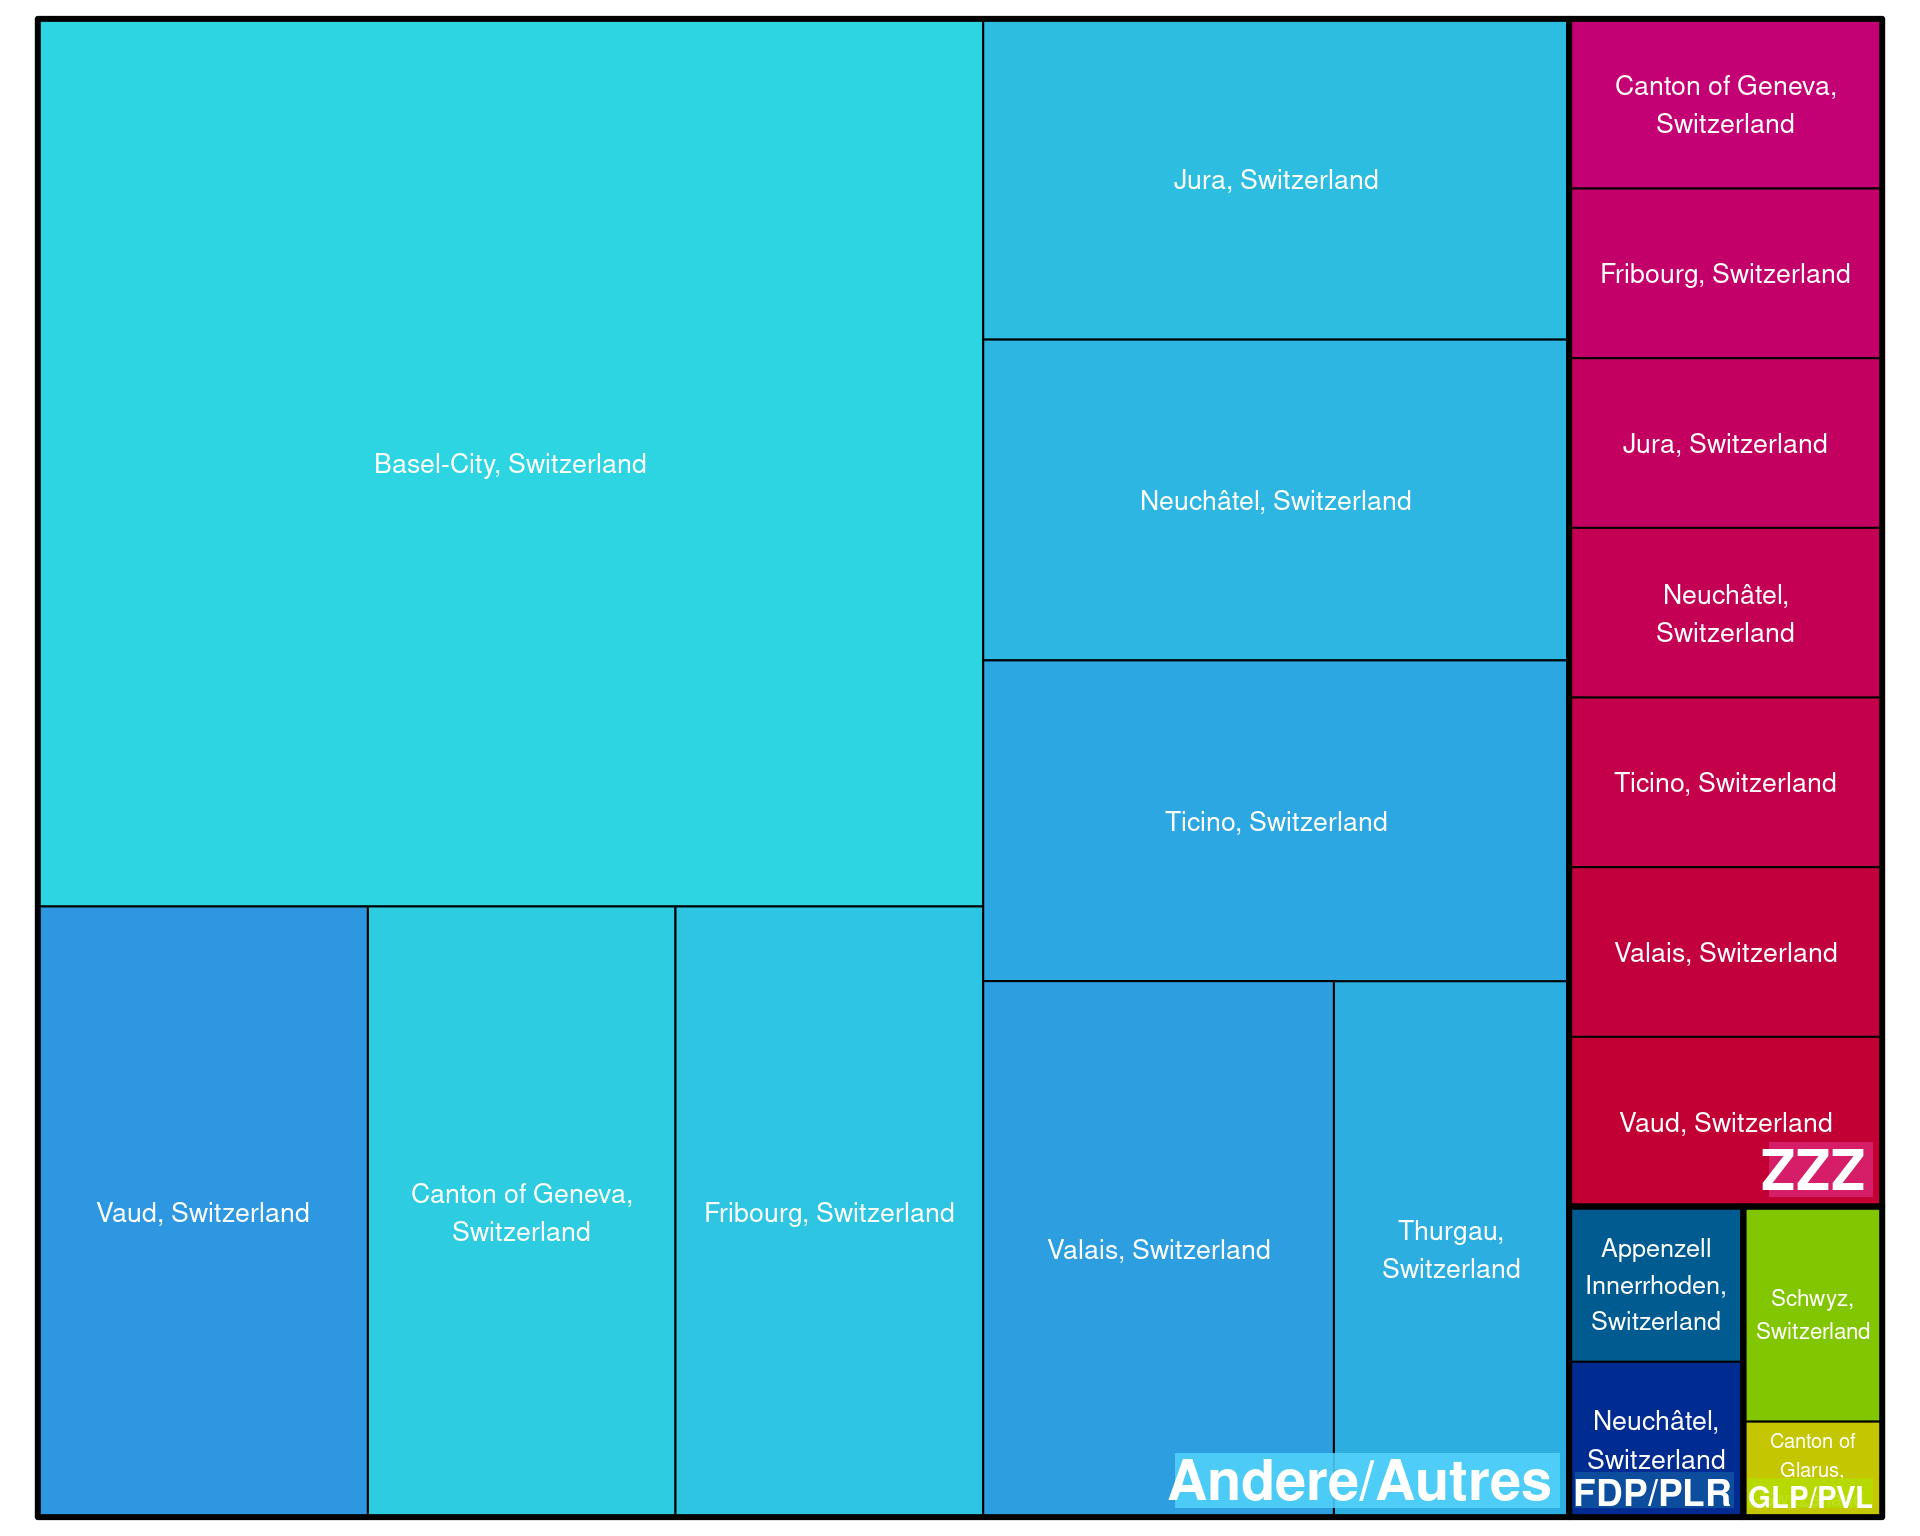 Basel-City, Switzerland
Vaud, Switzerland
Canton of Geneva,
Switzerland
Fribourg, Switzerland
Jura, Switzerland
Neuchâtel, Switzerland
Ticino, Switzerland
Valais, Switzerland
Thurgau,
Switzerland
Andere/Autres
Canton of Geneva,
Switzerland
Fribourg, Switzerland
Jura, Switzerland
Neuchâtel,
Switzerland
Ticino, Switzerland
Valais, Switzerland
Vaud, Switzerland
ZZZ
Appenzell
Innerrhoden,
Switzerland
Neuchâtel,
Switzerland
FDP/PLR
Schwyz,
Switzerland
Canton of
Glarus,
GLP/PVL